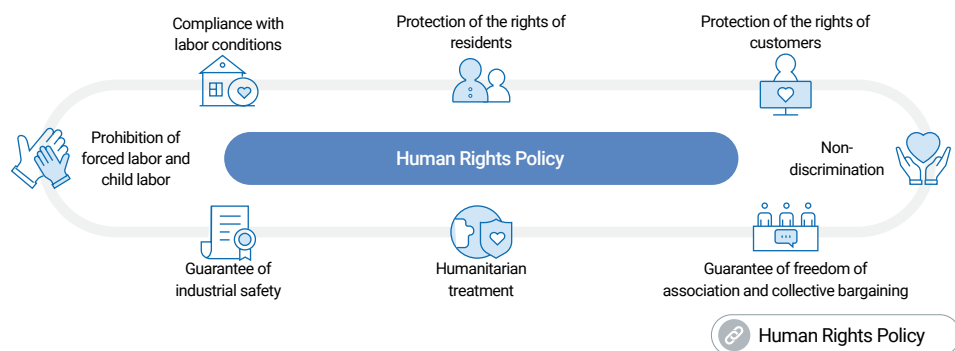 Compliance with
labor conditions
Protection of the rights of
residents
Protection of the rights of
customers
Prohibition of
forced labor and
child labor
Human Rights Policy
Non-
discrimination
Guarantee of
industrial safety
Humanitarian
treatment
Guarantee of freedom of
association and collective bargaining
Human Rights Policy